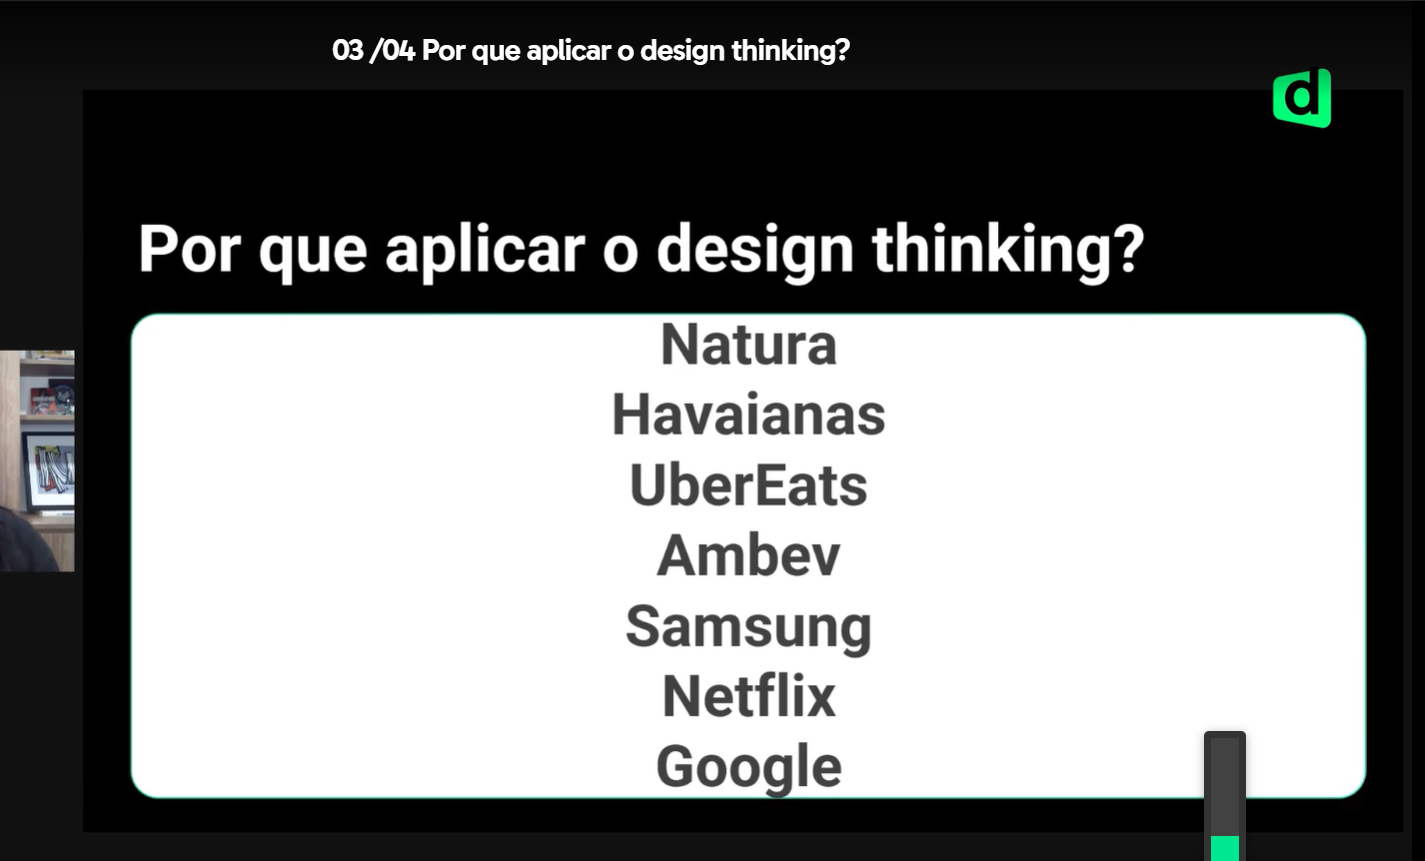 03 /04 Por que aplicar o design thinking?
d
Por que aplicar o design thinking?
Natura
Havaianas
UberEats
Ambev
Samsung
Netflix
Google